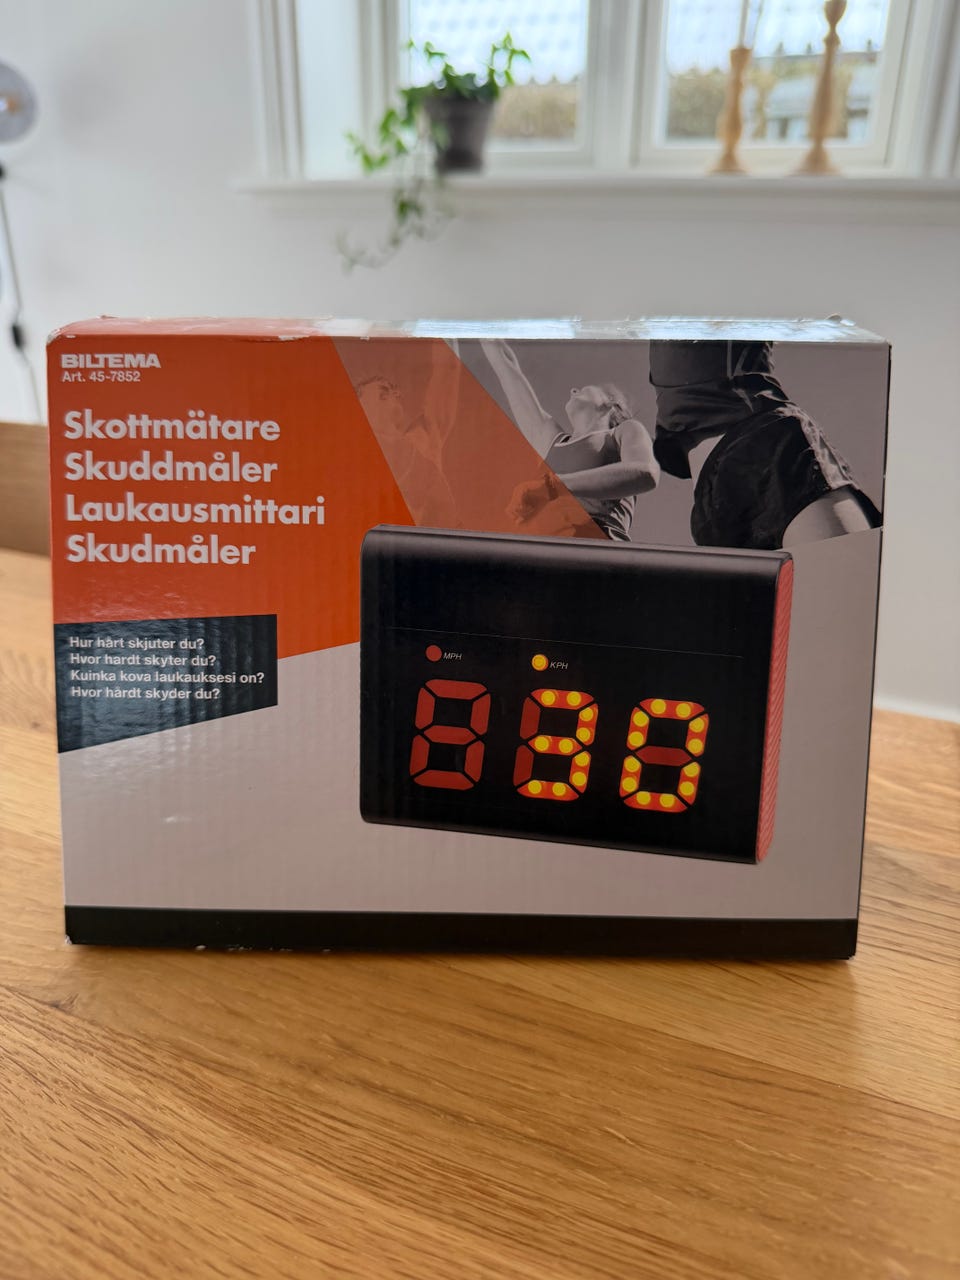 BILTEMA
Art. 45-7852
Skottmätare
Skuddmåler
Laukausmittari
Skudmåler
Hur hårt skjuter du?
Hvor hardt skyter du?
Kuinka kova laukauksesi on?
Hvor hårdt skyder du?
MPH KPH
30